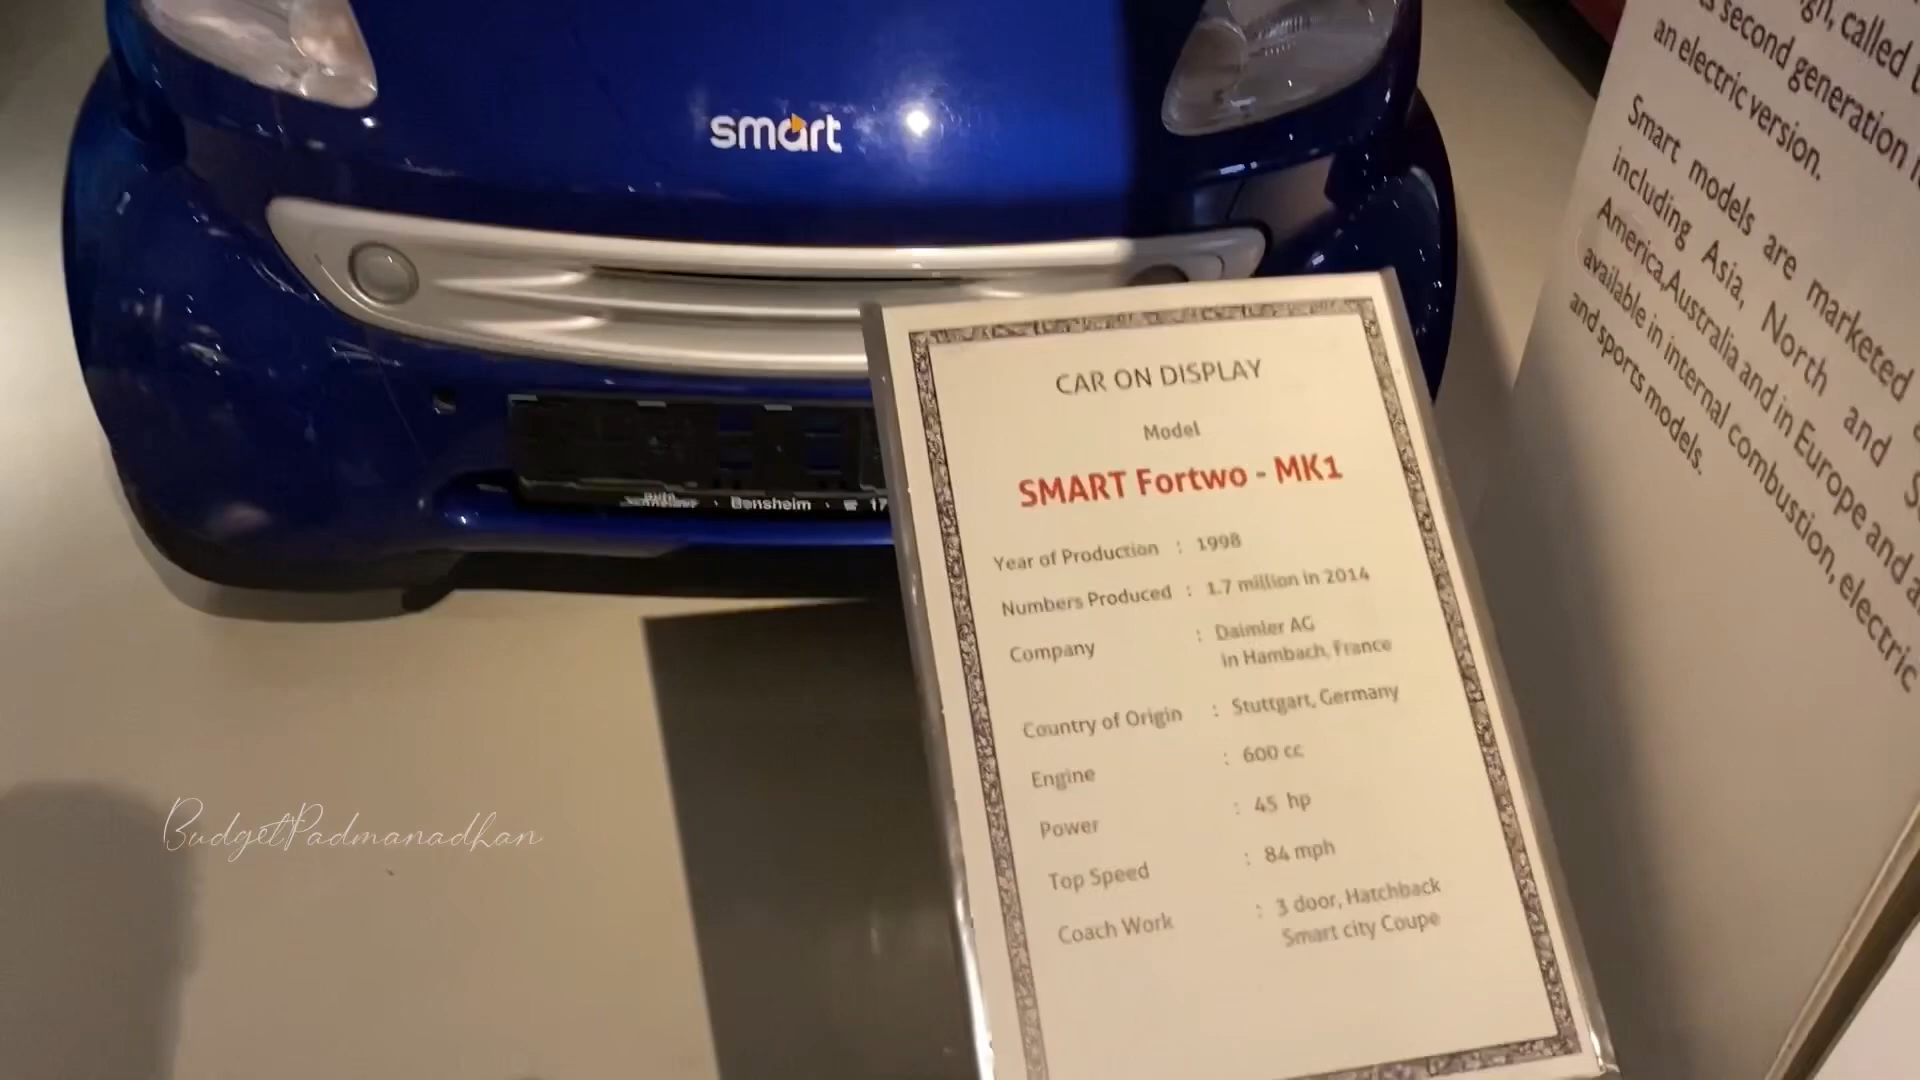 smart
Bensheim
CAR ON DISPLAY
Model
SMART Fortwo - MK1
Year of Production : 1998
Numbers Produced : 1.7 million in 2014
Company : Daimler AG
in Hambach, France
Country of Origin : Stuttgart, Germany
Engine : 600 cc
Power : 45 hp
Top Speed : 84 mph
Coach Work : 3 door, Hatchback
Smart city Coupe
called
second generation
an electric version.
Smart models are marketed
including Asia, North and
America,Australia and in Europe and
available in internal combustion, electric
and sports models.
BudgetPadmanadhan